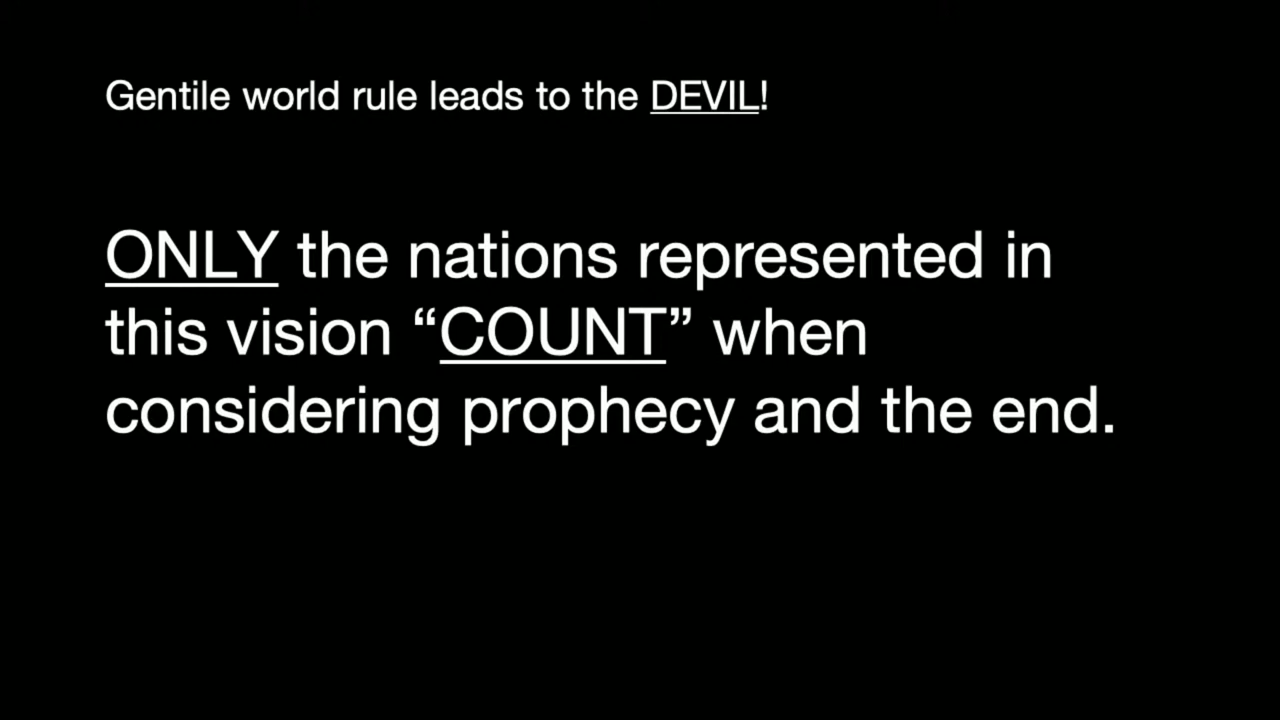 Gentile world rule leads to the DEVIL!
ONLY the nations represented in
this vision “COUNT” when
considering prophecy and the end.